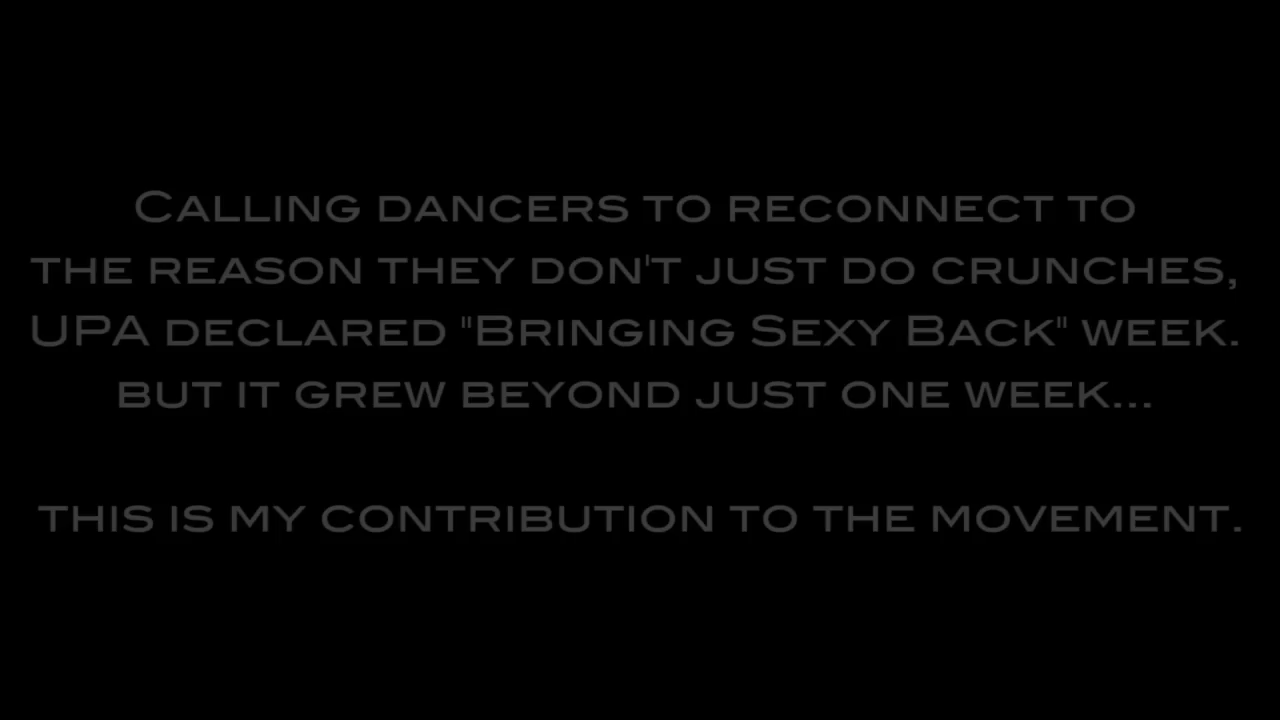 Calling dancers to reconnect to
the reason they don't just do crunches,
UPA declared "Bringing Sexy Back" week.
but it grew beyond just one week...
this is my contribution to the movement.